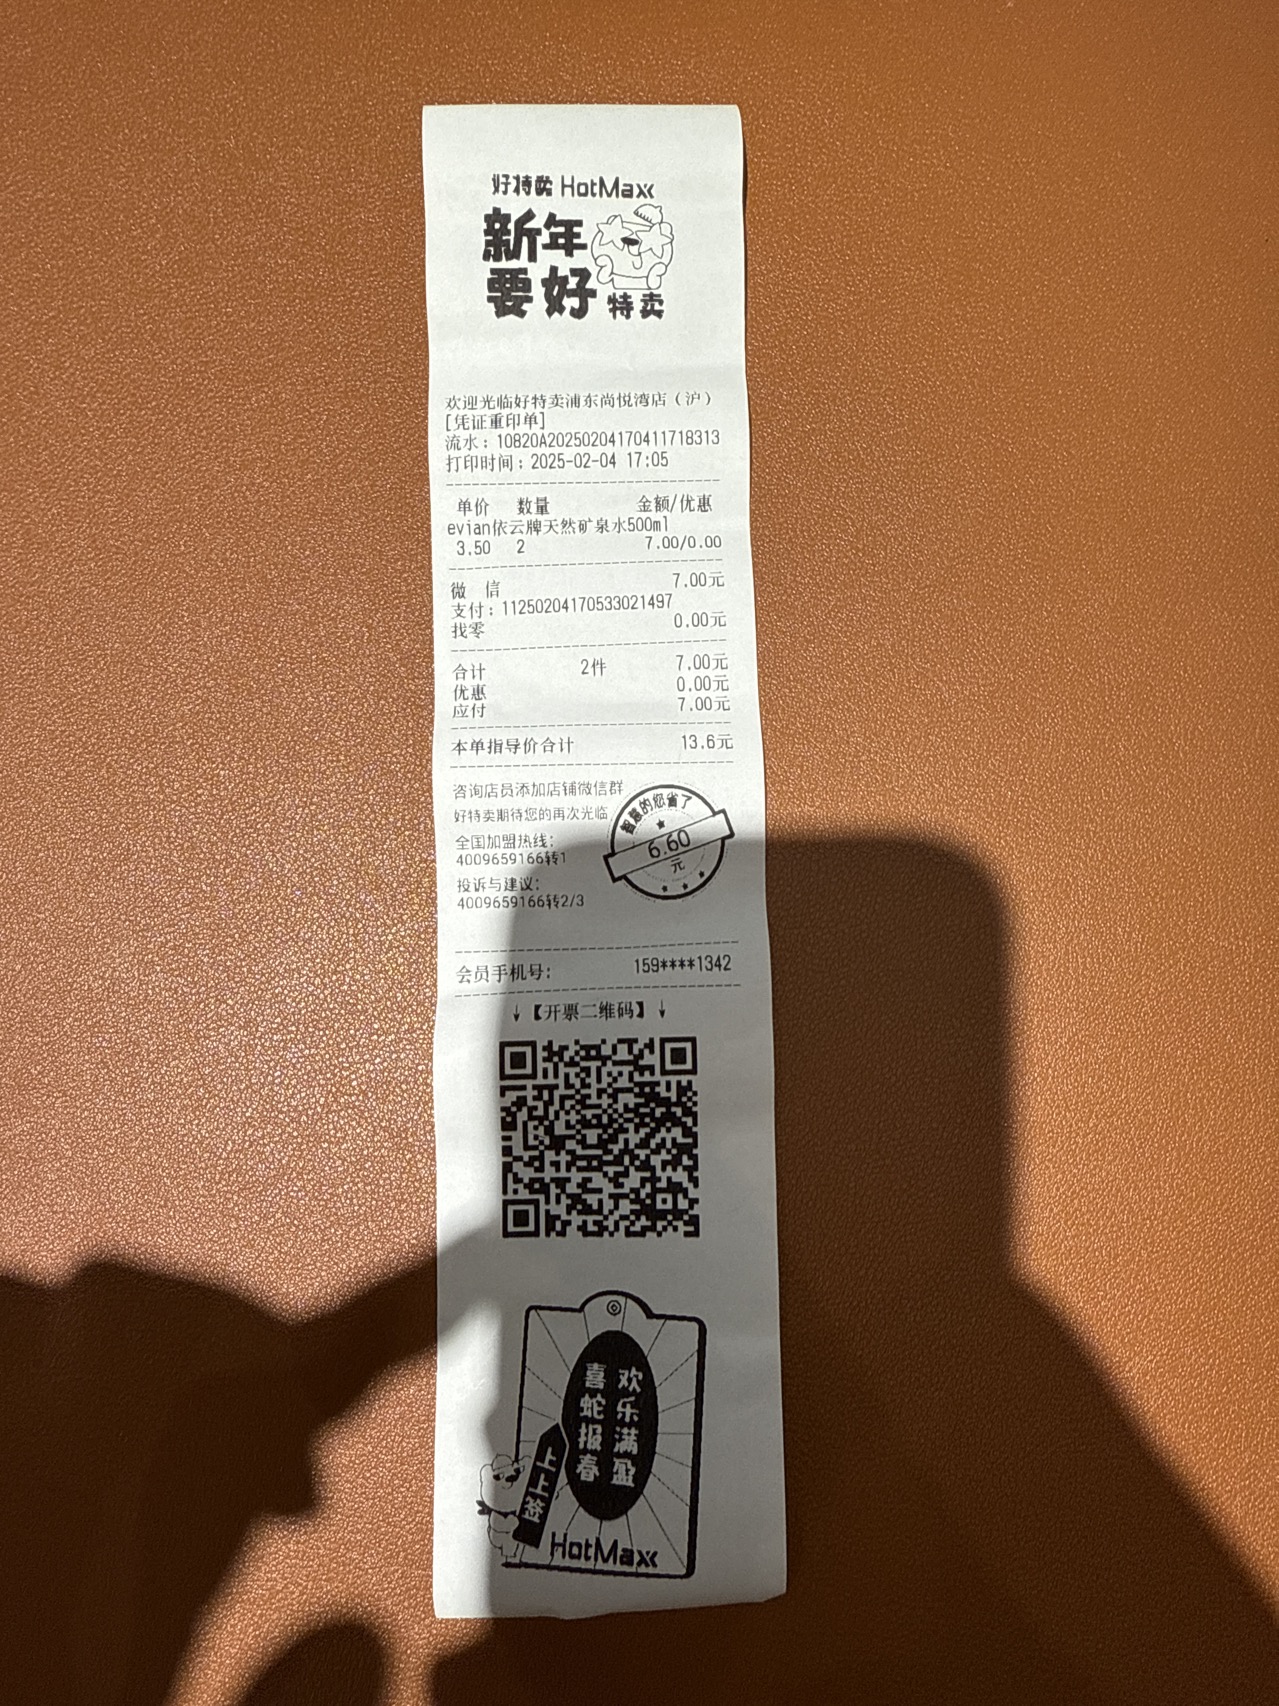 好特卖 HotMaxx
新年
要好特卖
欢迎光临好特卖浦东尚悦湾店（沪）
[凭证重印单]
流水：10820A20250204170411718313
打印时间：2025-02-04 17:05
单价 数量 金额/优惠
evian依云牌天然矿泉水500ml
3.50 2 7.00/0.00
微 信 7.00元
支付：11250204170533021497
找零 0.00元
合计 2件 7.00元
优惠 0.00元
应付 7.00元
本单指导价合计 13.6元
咨询店员添加店铺微信群
好特卖期待您的再次光临
智慧的您省了
6.60
元
全国加盟热线：
4009659166转1
投诉与建议：
4009659166转2/3
会员手机号： 159****1342
↓【开票二维码】↓
欢乐满盈
喜蛇报春
上上签
HotMaxx